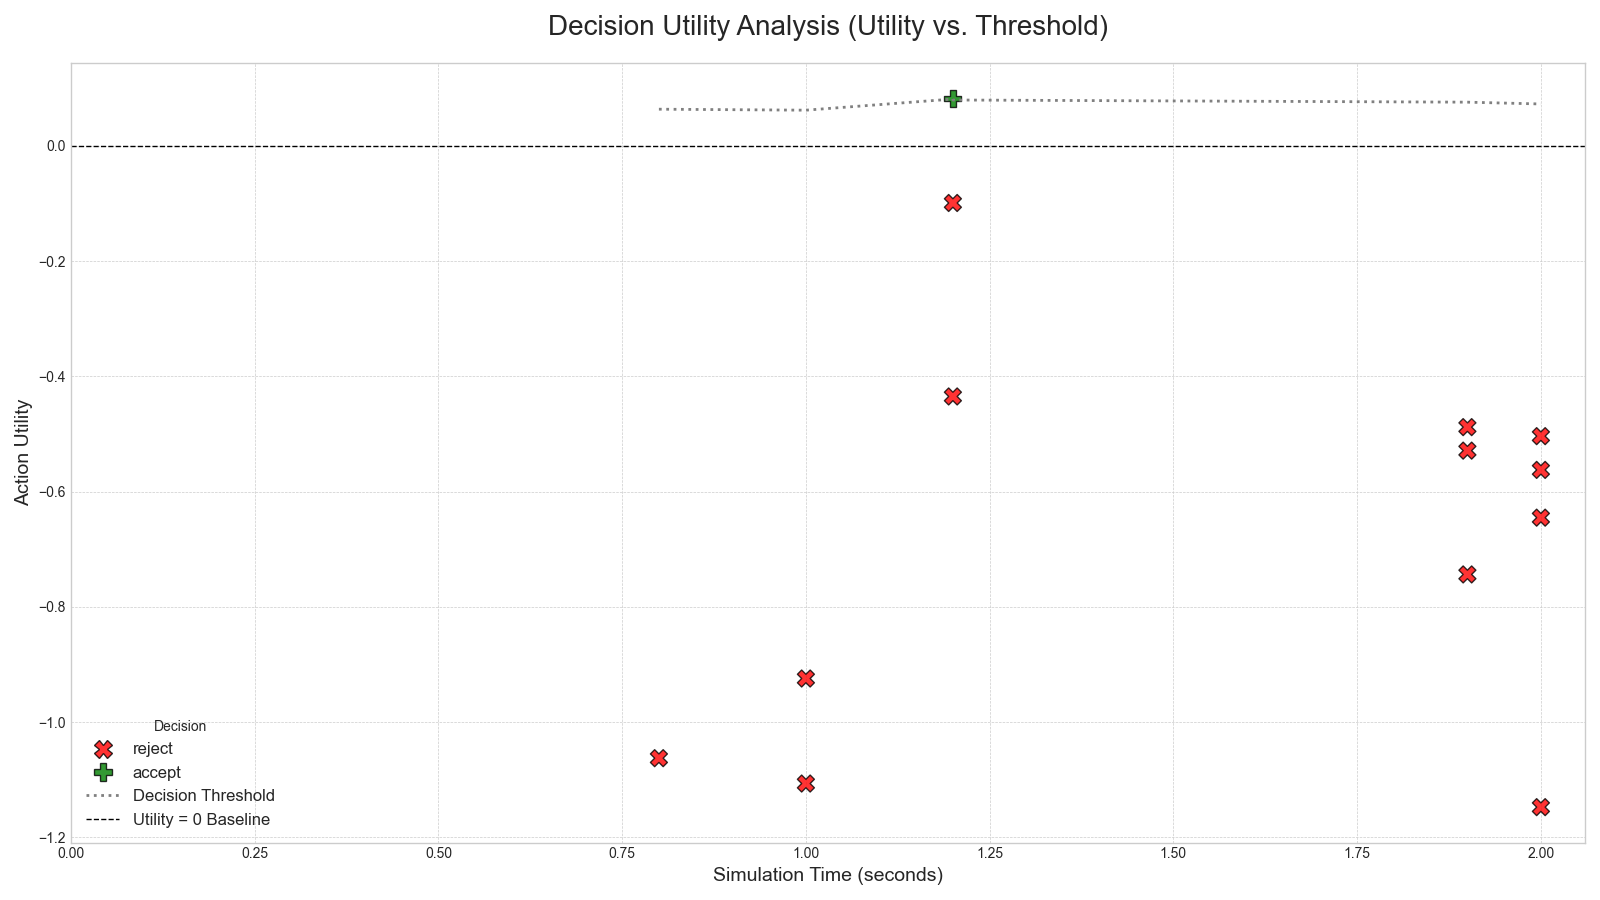 Decision Utility Analysis (Utility vs. Threshold)
Action Utility
0.0
−0.2
−0.4
−0.6
−0.8
−1.0
−1.2
Decision
reject
accept
Decision Threshold
Utility = 0 Baseline
0.00 0.25 0.50 0.75 1.00 1.25 1.50 1.75 2.00
Simulation Time (seconds)